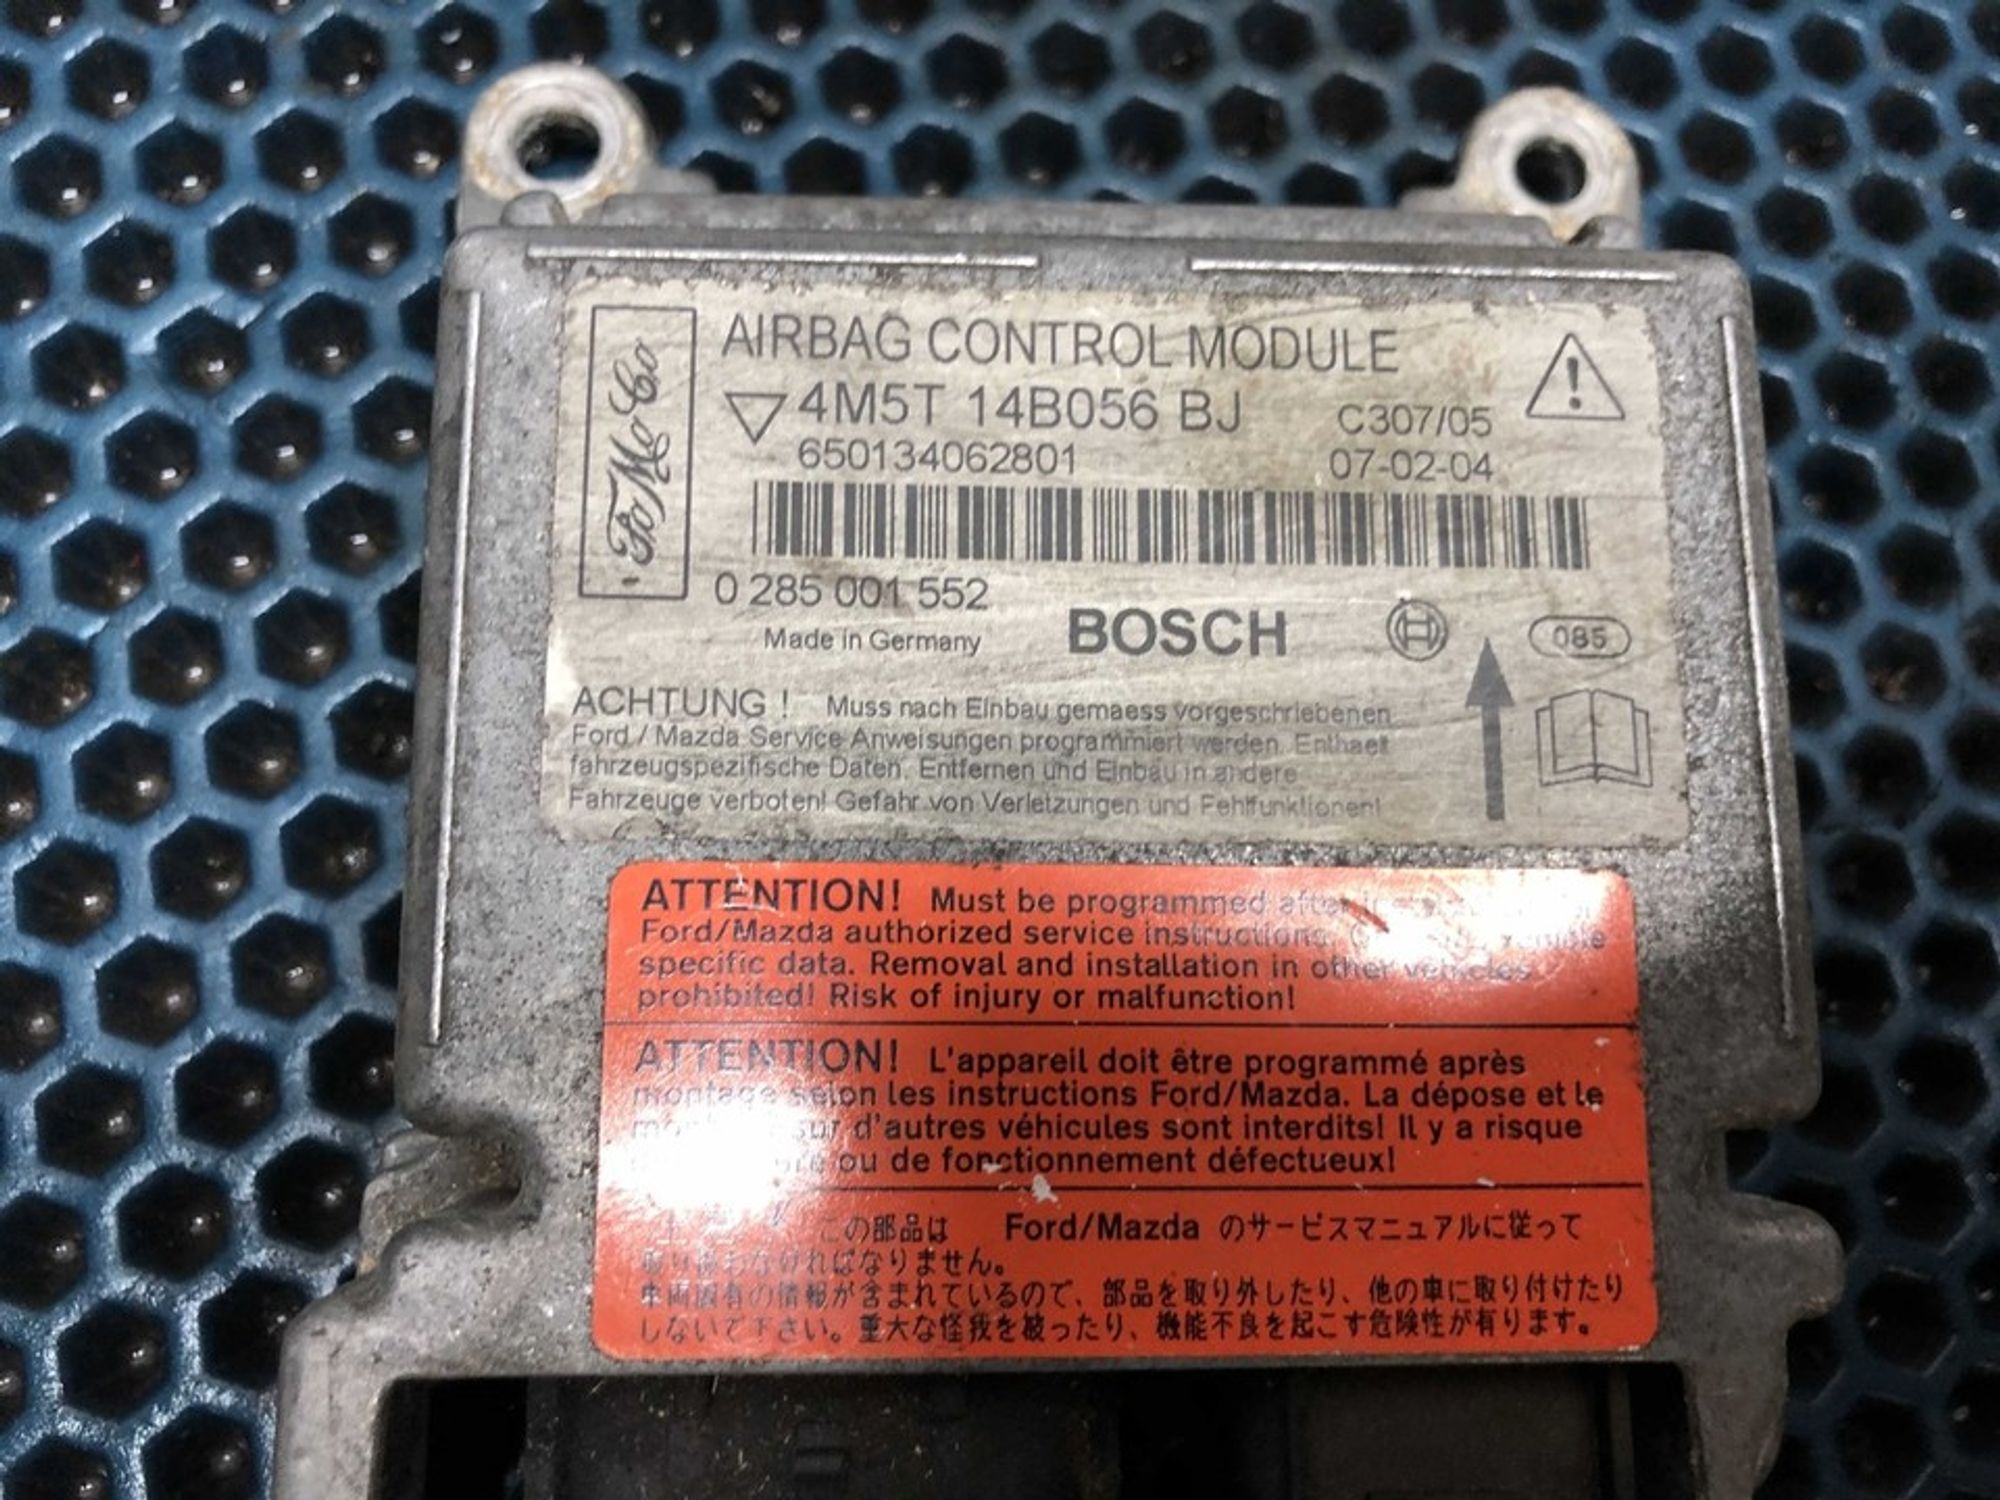 FoMoCo
AIRBAG CONTROL MODULE
4M5T 14B056 BJ C307/05
650134062801 07-02-04
0 285 001 552
Made in Germany BOSCH 085
ACHTUNG ! Muss nach Einbau gemaess vorgeschriebenen
Ford / Mazda Service Anweisungen programmiert werden. Enthaelt
fahrzeugspezifische Daten. Entfernen und Einbau in andere
Fahrzeuge verboten! Gefahr von Verletzungen und Fehlfunktionen!
ATTENTION! Must be programmed after
Ford/Mazda authorized service instructions.
specific data. Removal and installation in other vehicles
prohibited! Risk of injury or malfunction!
ATTENTION! L'appareil doit être programmé après
montage selon les instructions Ford/Mazda. La dépose et le
sur d'autres véhicules sont interdits! Il y a risque
ou de fonctionnement défectueux!
この部品は Ford/Mazda のサービスマニュアルに従って
なければなりません。
車両固有の情報が含まれているので、部品を取り外したり、他の車に取り付けたり
しないで下さい。重大な怪我を被ったり、機能不良を起こす危険性が有ります。